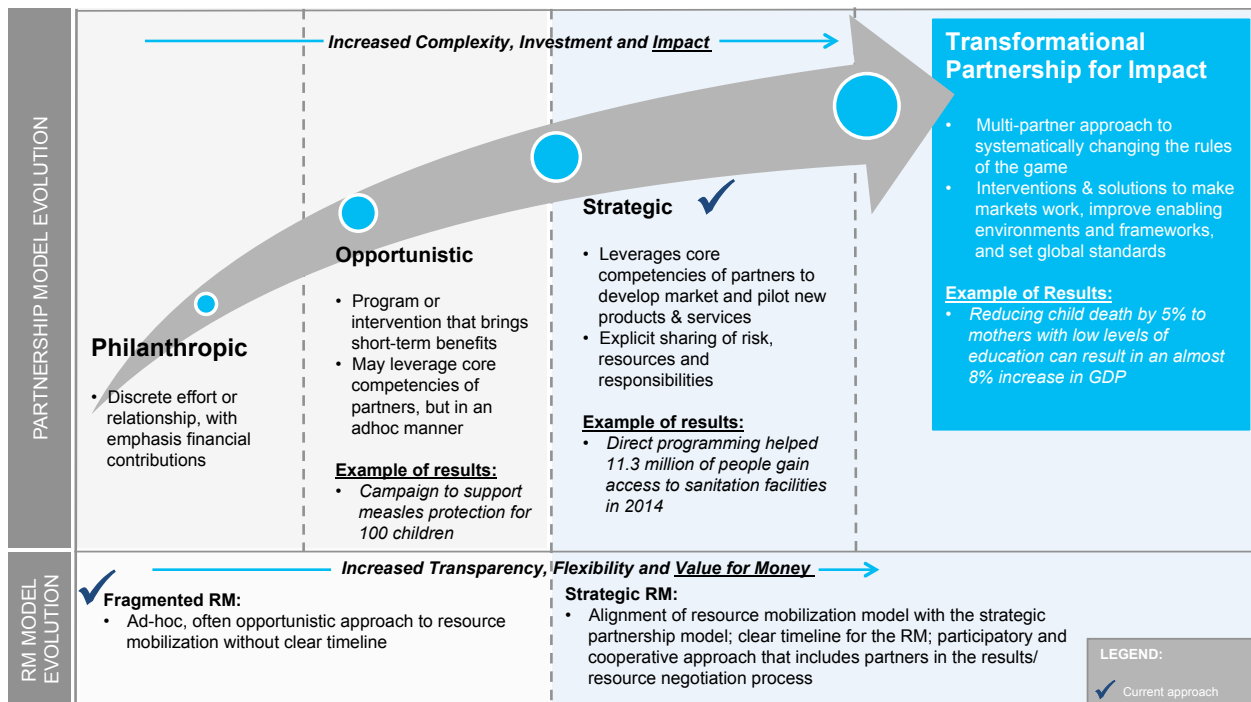 PARTNERSHIP MODEL EVOLUTION
Increased Complexity, Investment and Impact
Philanthropic
• Discrete effort or
relationship, with
emphasis financial
contributions
Opportunistic
• Program or
intervention that brings
short-term benefits
• May leverage core
competencies of
partners, but in an
adhoc manner
Example of results:
• Campaign to support
measles protection for
100 children
Strategic
• Leverages core
competencies of partners to
develop market and pilot new
products & services
• Explicit sharing of risk,
resources and
responsibilities
Example of results:
• Direct programming helped
11.3 million of people gain
access to sanitation facilities
in 2014
Transformational
Partnership for Impact
• Multi-partner approach to
systematically changing the rules
of the game
• Interventions & solutions to make
markets work, improve enabling
environments and frameworks,
and set global standards
Example of Results:
• Reducing child death by 5% to
mothers with low levels of
education can result in an almost
8% increase in GDP
RM MODEL
EVOLUTION
Increased Transparency, Flexibility and Value for Money
Fragmented RM:
• Ad-hoc, often opportunistic approach to resource
mobilization without clear timeline
Strategic RM:
• Alignment of resource mobilization model with the strategic
partnership model; clear timeline for the RM; participatory and
cooperative approach that includes partners in the results/
resource negotiation process
LEGEND:
Current approach